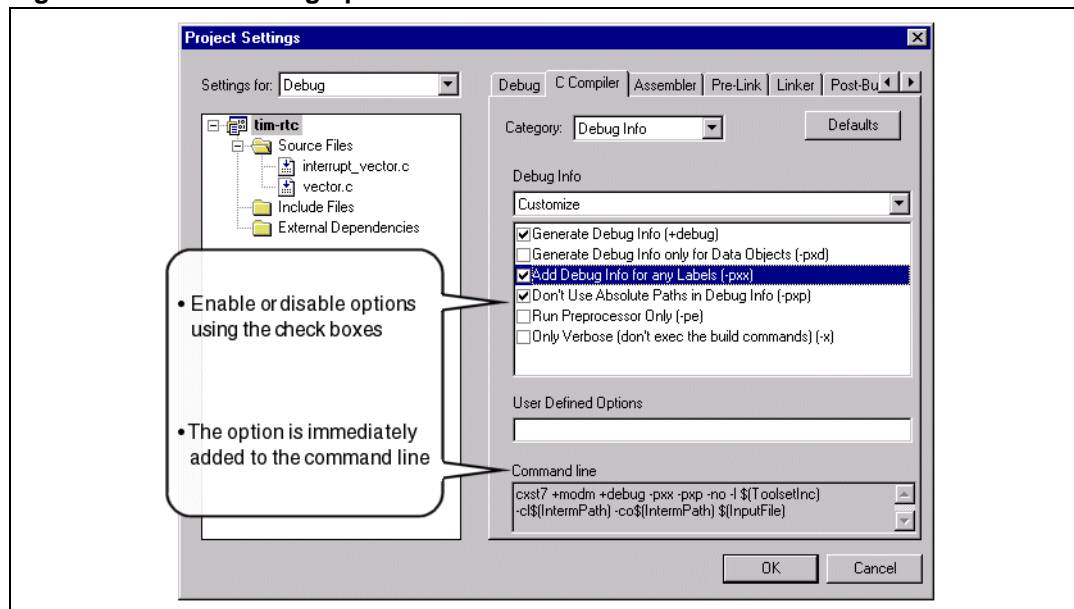 Project Settings
Settings for: Debug
tim-rtc
Source Files
interrupt_vector.c
vector.c
Include Files
External Dependencies
• Enable or disable options
using the check boxes
• The option is immediately
added to the command line
Debug C Compiler Assembler Pre-Link Linker Post-Bu
Category: Debug Info Defaults
Debug Info
Customize
Generate Debug Info (+debug)
Generate Debug Info only for Data Objects (-pxd)
Add Debug Info for any Labels (-pxx)
Don't Use Absolute Paths in Debug Info (-pxp)
Run Preprocessor Only (-pe)
Only Verbose (don't exec the build commands) (-x)
User Defined Options
Command line
cxst7 +modm +debug -pxx -pxp -no -l $(ToolsetInc)
-cl$(IntermPath) -co$(IntermPath) $(InputFile)
OK Cancel